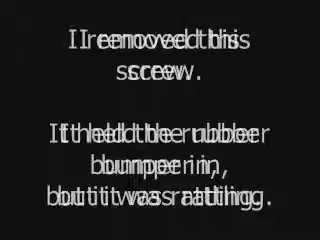 I removed this
screw.
It held the rubber
bumper in,
but it was rattling.